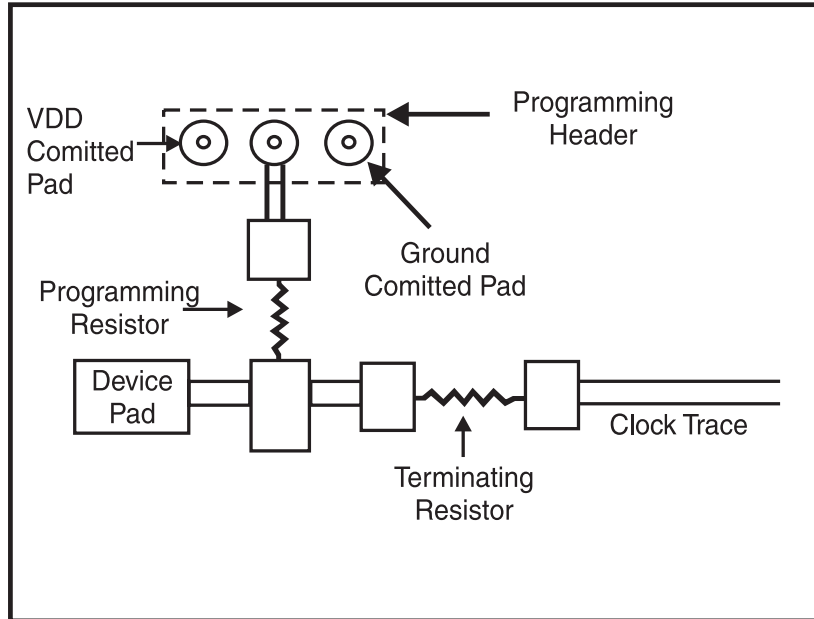 VDD
Comitted
Pad
Programming
Header
Ground
Comitted Pad
Programming
Resistor
Device
Pad
Clock Trace
Terminating
Resistor